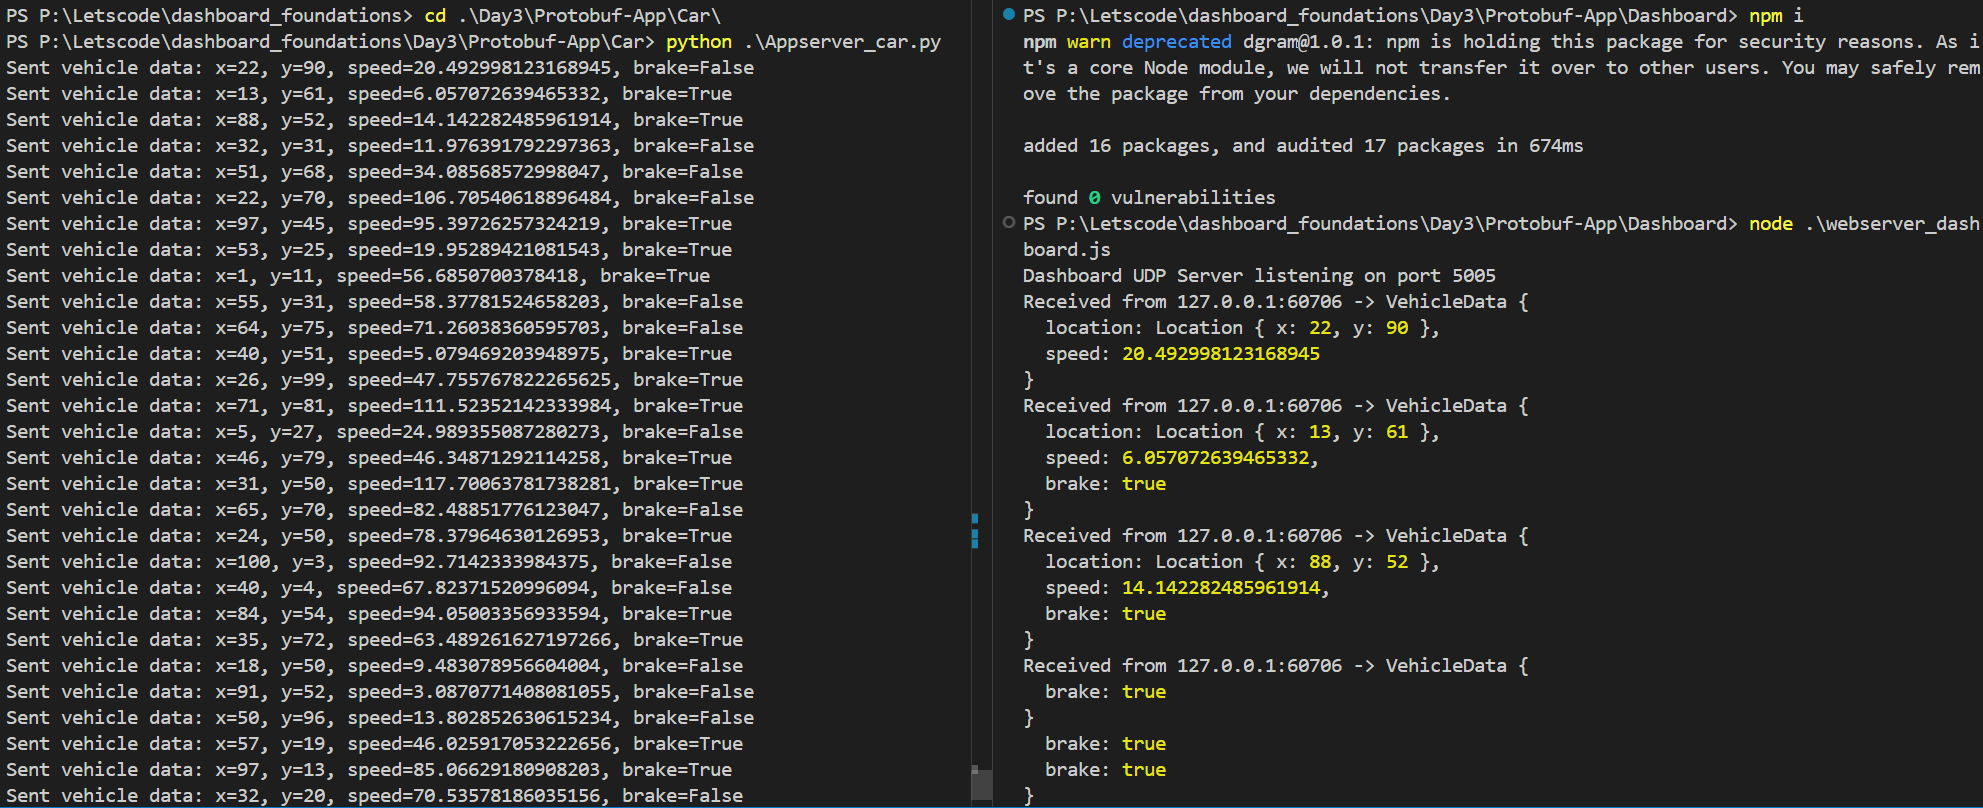 PS P:\Letscode\dashboard_foundations> cd .\Day3\Protobuf-App\Car\
PS P:\Letscode\dashboard_foundations\Day3\Protobuf-App\Car> python .\Appserver_car.py
Sent vehicle data: x=22, y=90, speed=20.492998123168945, brake=False
Sent vehicle data: x=13, y=61, speed=6.057072639465332, brake=True
Sent vehicle data: x=88, y=52, speed=14.142282485961914, brake=True
Sent vehicle data: x=32, y=31, speed=11.976391792297363, brake=False
Sent vehicle data: x=51, y=68, speed=34.08568572998047, brake=False
Sent vehicle data: x=22, y=70, speed=106.70540618896484, brake=False
Sent vehicle data: x=97, y=45, speed=95.39726257324219, brake=True
Sent vehicle data: x=53, y=25, speed=19.95289421081543, brake=True
Sent vehicle data: x=1, y=11, speed=56.6850700378418, brake=True
Sent vehicle data: x=55, y=31, speed=58.37781524658203, brake=False
Sent vehicle data: x=64, y=75, speed=71.26038360595703, brake=False
Sent vehicle data: x=40, y=51, speed=5.079469203948975, brake=True
Sent vehicle data: x=26, y=99, speed=47.755767822265625, brake=True
Sent vehicle data: x=71, y=81, speed=111.52352142333984, brake=True
Sent vehicle data: x=5, y=27, speed=24.989355087280273, brake=False
Sent vehicle data: x=46, y=79, speed=46.34871292114258, brake=True
Sent vehicle data: x=31, y=50, speed=117.70063781738281, brake=True
Sent vehicle data: x=65, y=70, speed=82.48851776123047, brake=False
Sent vehicle data: x=24, y=50, speed=78.37964630126953, brake=True
Sent vehicle data: x=100, y=3, speed=92.7142333984375, brake=False
Sent vehicle data: x=40, y=4, speed=67.82371520996094, brake=False
Sent vehicle data: x=84, y=54, speed=94.05003356933594, brake=True
Sent vehicle data: x=35, y=72, speed=63.489261627197266, brake=True
Sent vehicle data: x=18, y=50, speed=9.483078956604004, brake=False
Sent vehicle data: x=91, y=52, speed=3.0870771408081055, brake=False
Sent vehicle data: x=50, y=96, speed=13.802852630615234, brake=False
Sent vehicle data: x=57, y=19, speed=46.025917053222656, brake=True
Sent vehicle data: x=97, y=13, speed=85.06629180908203, brake=True
Sent vehicle data: x=32, y=20, speed=70.53578186035156, brake=False
PS P:\Letscode\dashboard_foundations\Day3\Protobuf-App\Dashboard> npm i
npm warn deprecated dgram@1.0.1: npm is holding this package for security reasons. As i
t's a core Node module, we will not transfer it over to other users. You may safely rem
ove the package from your dependencies.
added 16 packages, and audited 17 packages in 674ms
found 0 vulnerabilities
PS P:\Letscode\dashboard_foundations\Day3\Protobuf-App\Dashboard> node .\webserver_dash
board.js
Dashboard UDP Server listening on port 5005
Received from 127.0.0.1:60706 -> VehicleData {
location: Location { x: 22, y: 90 },
speed: 20.492998123168945
}
Received from 127.0.0.1:60706 -> VehicleData {
location: Location { x: 13, y: 61 },
speed: 6.057072639465332,
brake: true
}
Received from 127.0.0.1:60706 -> VehicleData {
location: Location { x: 88, y: 52 },
speed: 14.142282485961914,
brake: true
}
Received from 127.0.0.1:60706 -> VehicleData {
brake: true
}
brake: true
brake: true
}